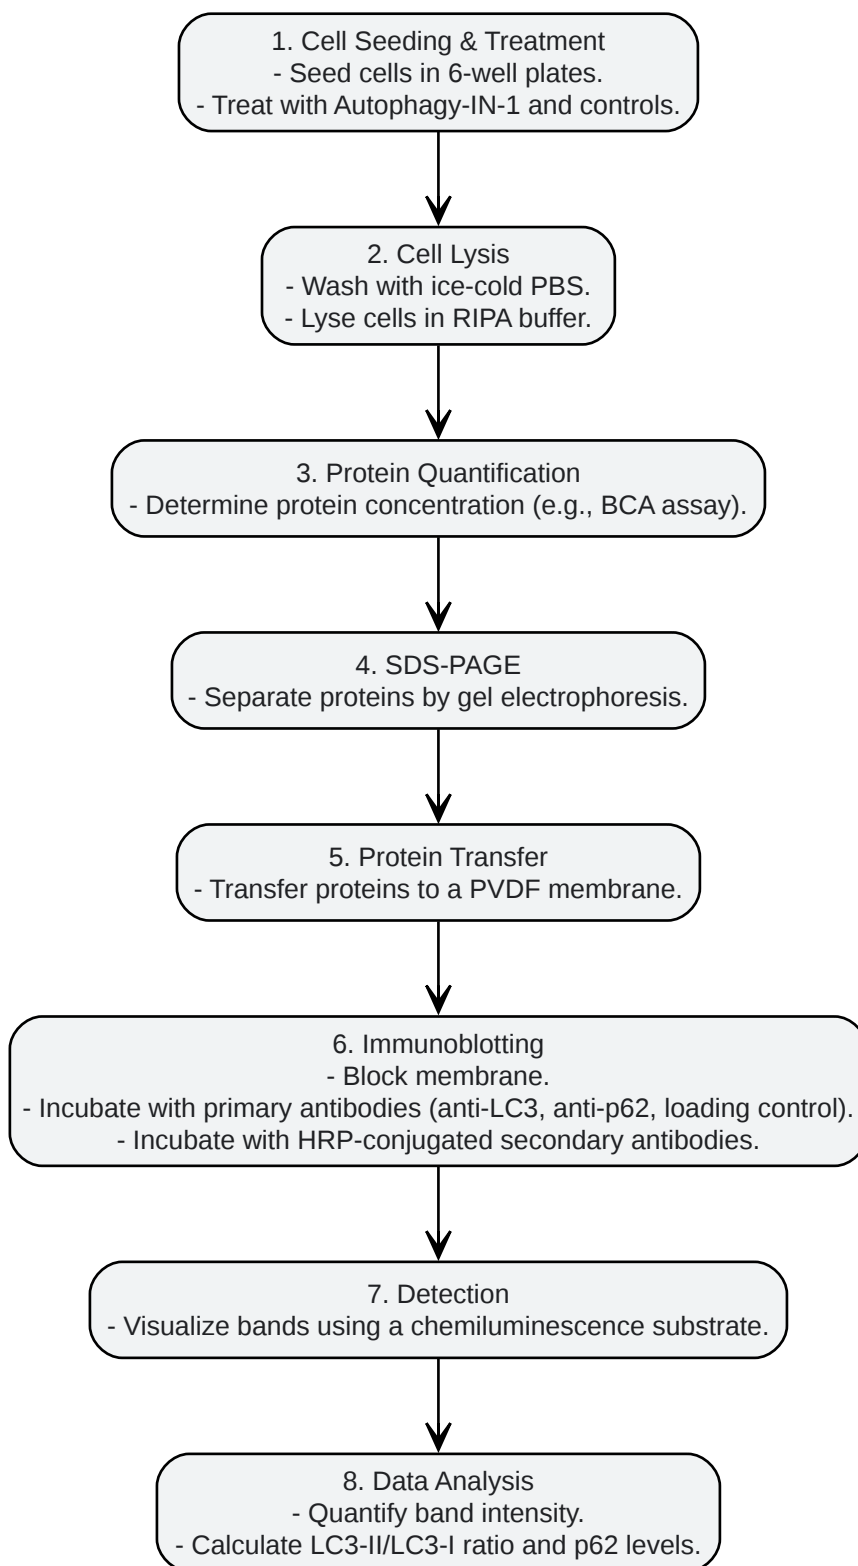 1. Cell Seeding & Treatment
- Seed cells in 6-well plates.
- Treat with Autophagy-IN-1 and controls.
2. Cell Lysis
- Wash with ice-cold PBS.
- Lyse cells in RIPA buffer.
3. Protein Quantification
- Determine protein concentration (e.g., BCA assay).
4. SDS-PAGE
- Separate proteins by gel electrophoresis.
5. Protein Transfer
- Transfer proteins to a PVDF membrane.
6. Immunoblotting
- Block membrane.
- Incubate with primary antibodies (anti-LC3, anti-p62, loading control).
- Incubate with HRP-conjugated secondary antibodies.
7. Detection
- Visualize bands using a chemiluminescence substrate.
8. Data Analysis
- Quantify band intensity.
- Calculate LC3-II/LC3-I ratio and p62 levels.